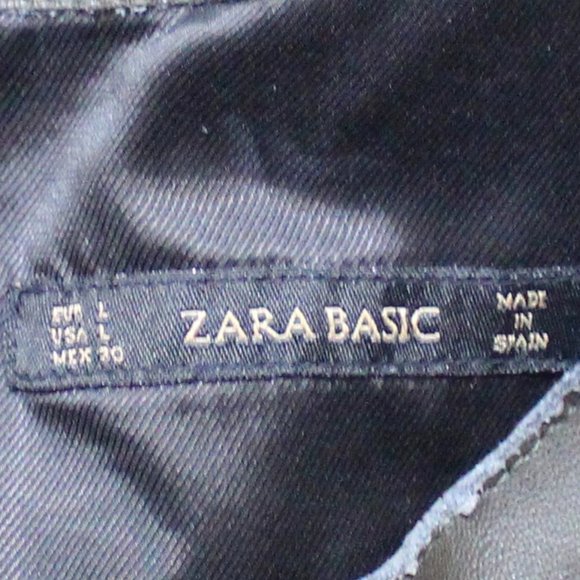 EUR L
USA L
MEX 30
ZARA BASIC
MADE
IN
SPAIN